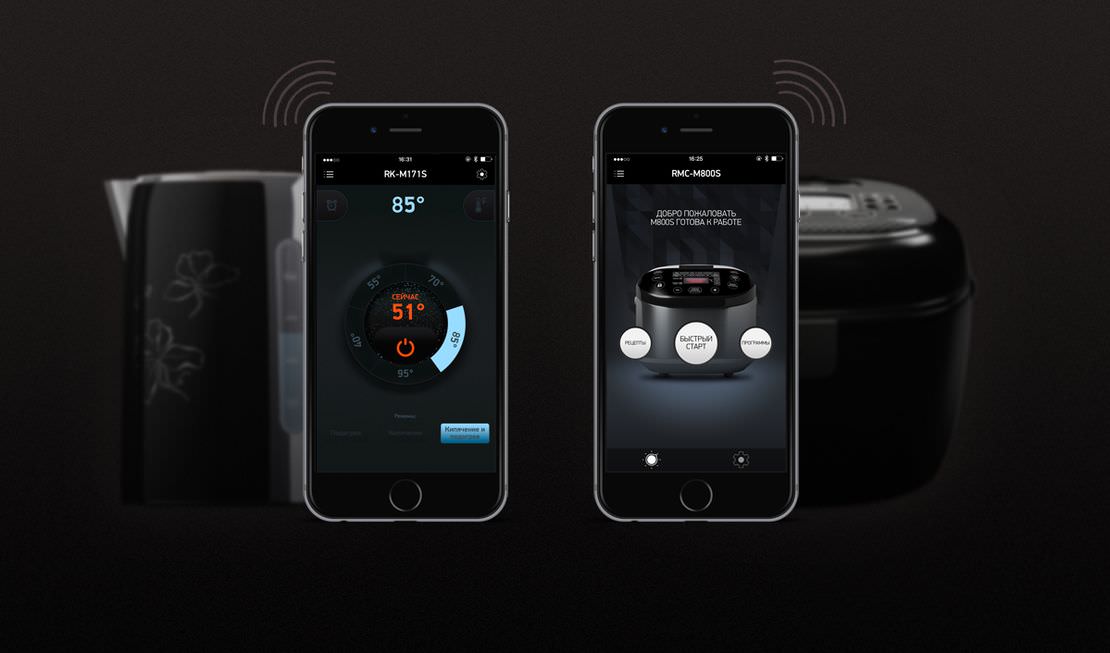 16:31
RK-M171S
85°
°F
55°
70°
СЕЙЧАС
51°
85°
40°
95°
Режимы:
Подогрев
Кипячение
Кипячение и
подогрев
16:25
RMC-M800S
ДОБРО ПОЖАЛОВАТЬ
M800S ГОТОВА К РАБОТЕ
РЕЦЕПТЫ
БЫСТРЫЙ
СТАРТ
ПРОГРАММЫ